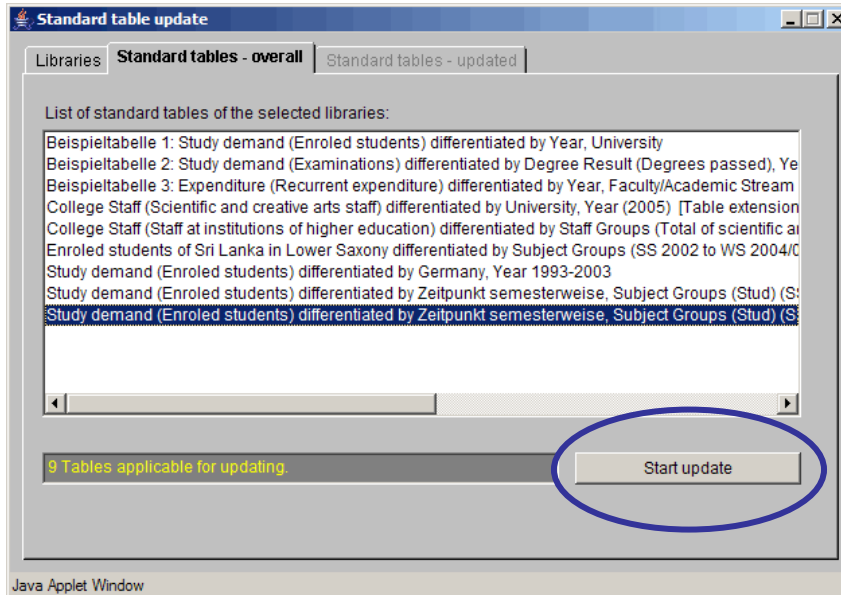 Standard table update
Libraries
Standard tables - overall
Standard tables - updated
List of standard tables of the selected libraries:
Beispieltabelle 1: Study demand (Enroled students) differentiated by Year, University
Beispieltabelle 2: Study demand (Examinations) differentiated by Degree Result (Degrees passed), Ye
Beispieltabelle 3: Expenditure (Recurrent expenditure) differentiated by Year, Faculty/Academic Stream
College Staff (Scientific and creative arts staff) differentiated by University, Year (2005) [Table extension
College Staff (Staff at institutions of higher education) differentiated by Staff Groups (Total of scientific ar
Enroled students of Sri Lanka in Lower Saxony differentiated by Subject Groups (SS 2002 to WS 2004/0
Study demand (Enroled students) differentiated by Germany, Year 1993-2003
Study demand (Enroled students) differentiated by Zeitpunkt semesterweise, Subject Groups (Stud) (S
Study demand (Enroled students) differentiated by Zeitpunkt semesterweise, Subject Groups (Stud) (S
9 Tables applicable for updating.
Start update
Java Applet Window